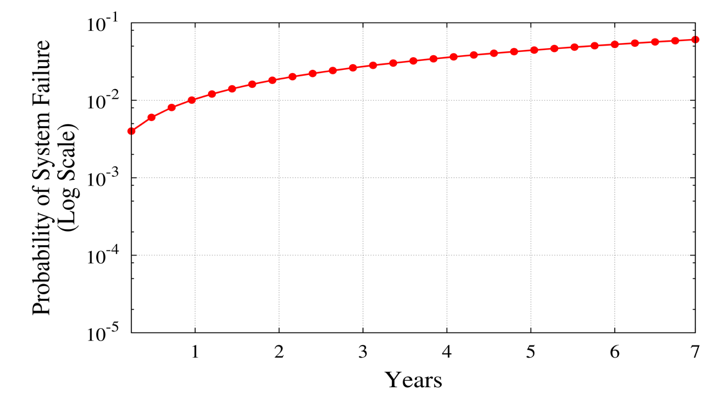 Probability of System Failure
(Log Scale)
10^-1
10^-2
10^-3
10^-4
10^-5
1 2 3 4 5 6 7
Years